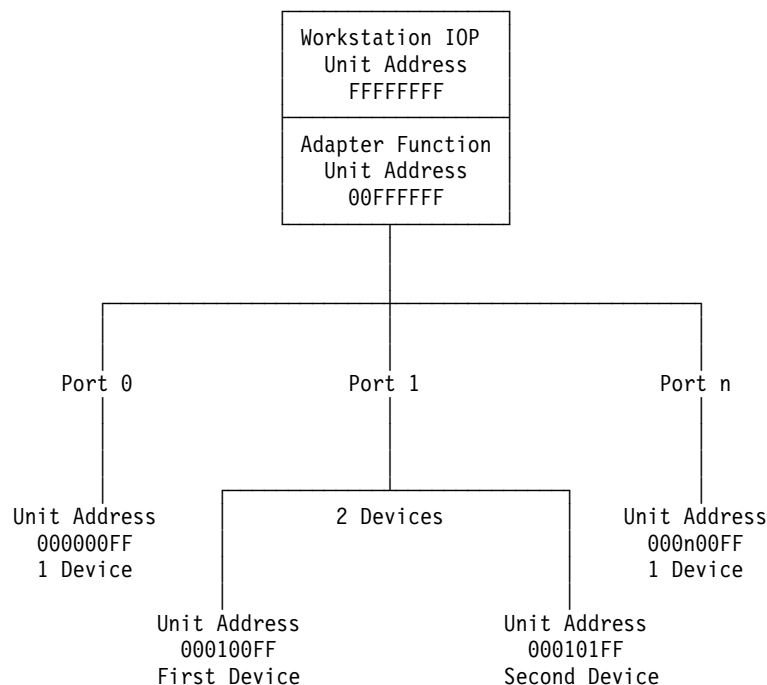 Workstation IOP
Unit Address
FFFFFFFF
Adapter Function
Unit Address
00FFFFFF
Port 0
Port 1
Port n
Unit Address
000000FF
1 Device
2 Devices
Unit Address
000n00FF
1 Device
Unit Address
000100FF
First Device
Unit Address
000101FF
Second Device